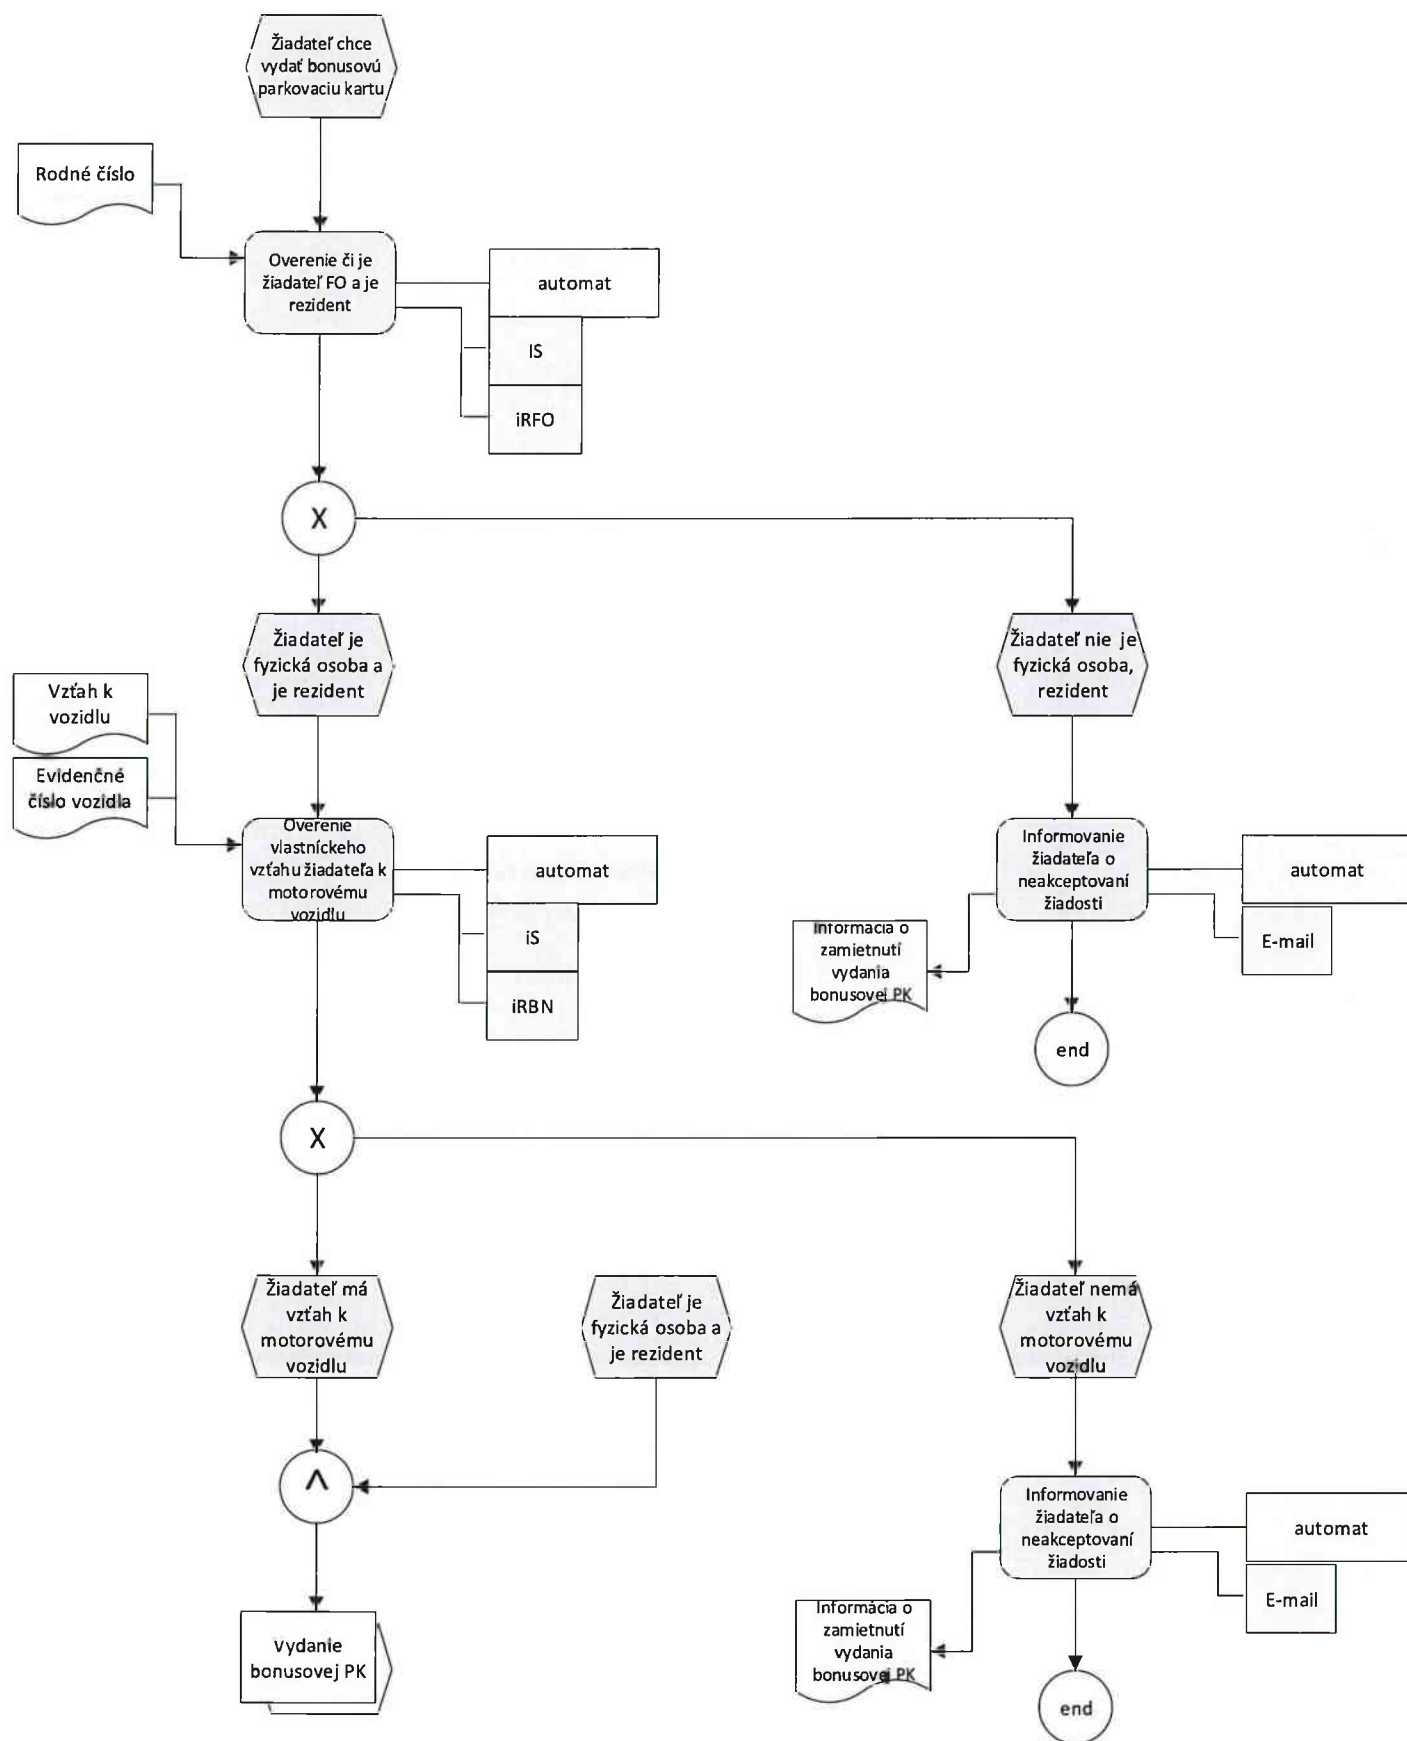 Žiadateľ chce
vydať bonusovú
parkovaciu kartu
Rodné číslo
Overenie či je
žiadateľ FO a je
rezident
automat
IS
iRFO
X
Žiadateľ je
fyzická osoba a
je rezident
Žiadateľ nie je
fyzická osoba,
rezident
Vzťah k
vozidlu
Evidenčné
číslo vozidla
Overenie
vlastníckeho
vzťahu žiadateľa k
motorovému
vozidlu
automat
iS
iRBN
Informovanie
žiadateľa o
neakceptovaní
žiadosti
automat
E-mail
Informácia o
zamietnutí
vydania
bonusovej PK
end
X
Žiadateľ má
vzťah k
motorovému
vozidlu
Žiadateľ je
fyzická osoba a
je rezident
Žiadateľ nemá
vzťah k
motorovému
vozidlu
^
Informovanie
žiadateľa o
neakceptovaní
žiadosti
automat
E-mail
Informácia o
zamietnutí
vydania
bonusovej PK
Vydanie
bonusovej PK
end